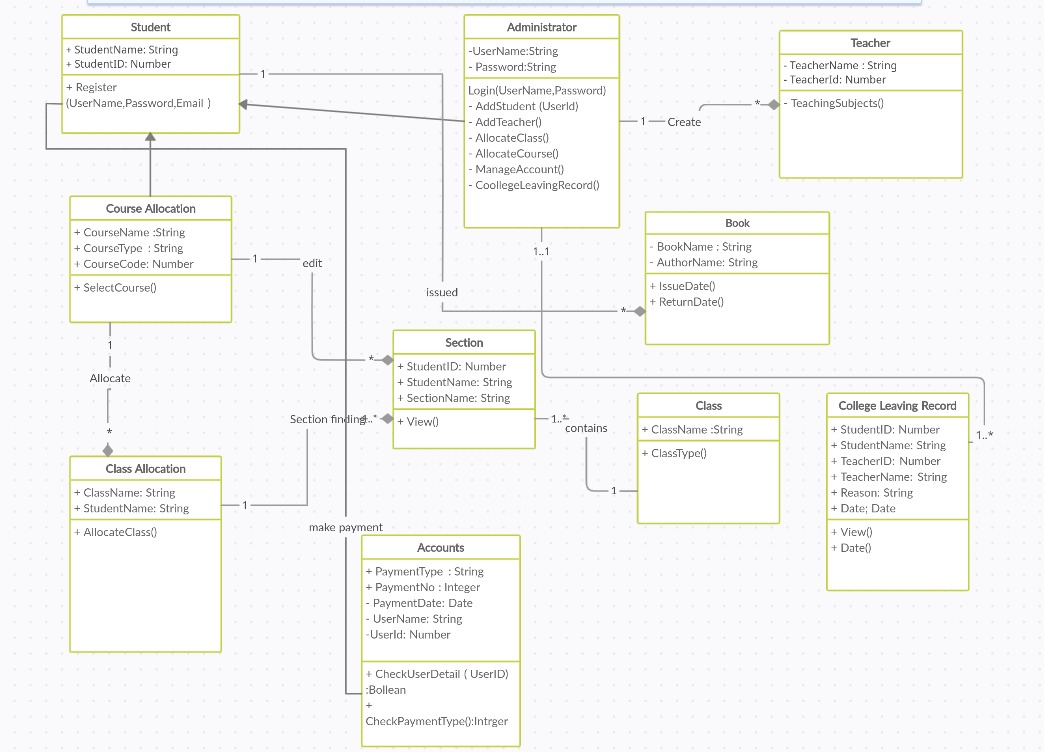 Student
+ StudentName: String
+ StudentID: Number
+ Register
(UserName,Password,Email )
Administrator
-UserName:String
- Password:String
Login(UserName,Password)
- AddStudent (UserId)
- AddTeacher()
- AllocateClass()
- AllocateCourse()
- ManageAccount()
- CoollegeLeavingRecord()
Teacher
- TeacherName : String
- TeacherId: Number
- TeachingSubjects()
1
1
Create
*
Course Allocation
+ CourseName :String
+ CourseType : String
+ CourseCode: Number
+ SelectCourse()
1
edit
issued
*
1..1
Book
- BookName : String
- AuthorName: String
+ IssueDate()
+ ReturnDate()
1
Allocate
*
*
Section
+ StudentID: Number
+ StudentName: String
+ SectionName: String
+ View()
Section finding
1..*
contains
1
Class
+ ClassName :String
+ ClassType()
College Leaving Record
+ StudentID: Number
+ StudentName: String
+ TeacherID: Number
+ TeacherName: String
+ Reason: String
+ Date; Date
+ View()
+ Date()
1..*
Class Allocation
+ ClassName: String
+ StudentName: String
+ AllocateClass()
1
make payment
Accounts
+ PaymentType : String
+ PaymentNo : Integer
- PaymentDate: Date
- UserName: String
-UserId: Number
+ CheckUserDetail ( UserID)
:Bollean
+
CheckPaymentType():Intrger